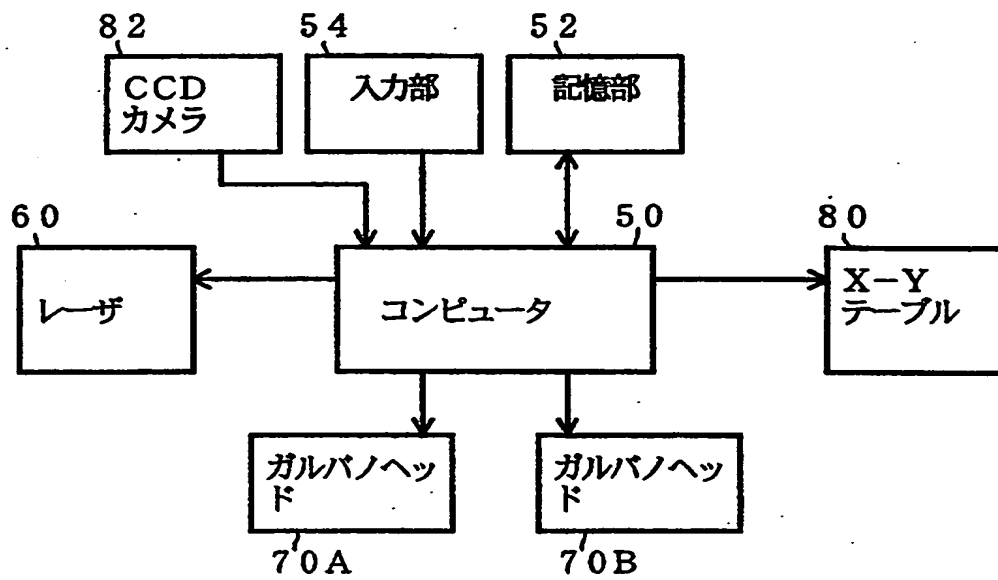 82
54
52
CCD
カメラ
入力部
記憶部
60
50
80
レーザ
コンピュータ
X-Y
テーブル
ガルバノヘッ
ド
ガルバノヘッ
ド
70A
70B